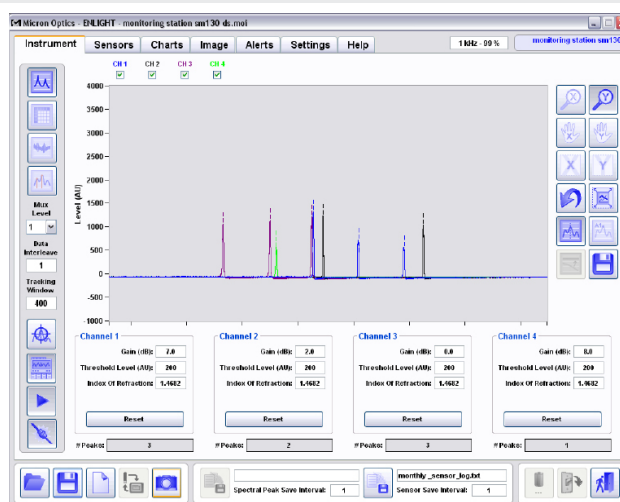 Micron Optics - ENLIGHT - monitoring station sm130 ds.moi
Instrument Sensors Charts Image Alerts Settings Help 1 kHz - 89 % monitoring station sm130
CH 1 CH 2 CH 3 CH 4
4000
3500
3000
2500
2000
1500
1000
500
0
-500
-1000
Level (AU)
Mux
Level
1
Data
Interleave
1
Tracking
Window
400
X Y
Channel 1 Channel 2 Channel 3 Channel 4
Gain (dB): 7.0 Gain (dB): 7.0 Gain (dB): 8.0 Gain (dB): 8.0
Threshold Level (AU): 200 Threshold Level (AU): 200 Threshold Level (AU): 200 Threshold Level (AU): 200
Index Of Refraction: 1.4682 Index Of Refraction: 1.4682 Index Of Refraction: 1.4682 Index Of Refraction: 1.4682
Reset Reset Reset Reset
# Peaks: 3 # Peaks: 2 # Peaks: 3 # Peaks: 1
monthly_sensor_log.txt
Spectral Peak Save Interval: 1 Sensor Save Interval: 1